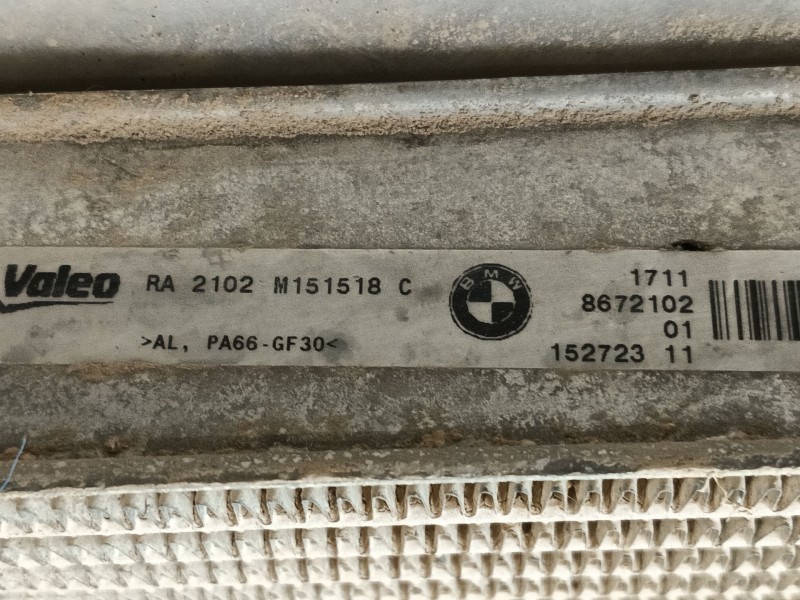 Valeo RA 2102 M151518 C
>AL, PA66-GF30<
BMW
1711
8672102
01
152723 11